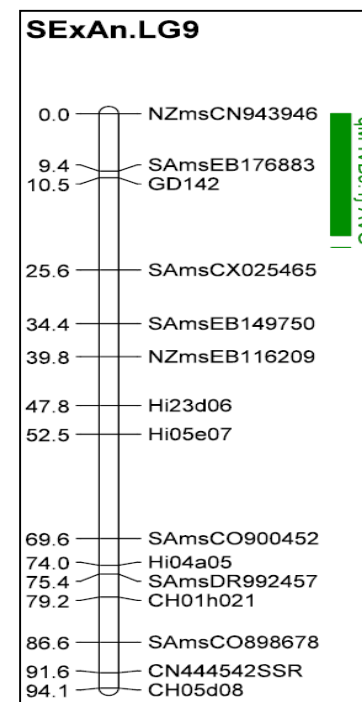 SExAn.LG9
0.0 NZmsCN943946
9.4 SAmsEB176883
10.5 GD142
25.6 SAmsCX025465
34.4 SAmsEB149750
39.8 NZmsEB116209
47.8 Hi23d06
52.5 Hi05e07
69.6 SAmsCO900452
74.0 Hi04a05
75.4 SAmsDR992457
79.2 CH01h021
86.6 SAmsCO898678
91.6 CN444542SSR
94.1 CH05d08